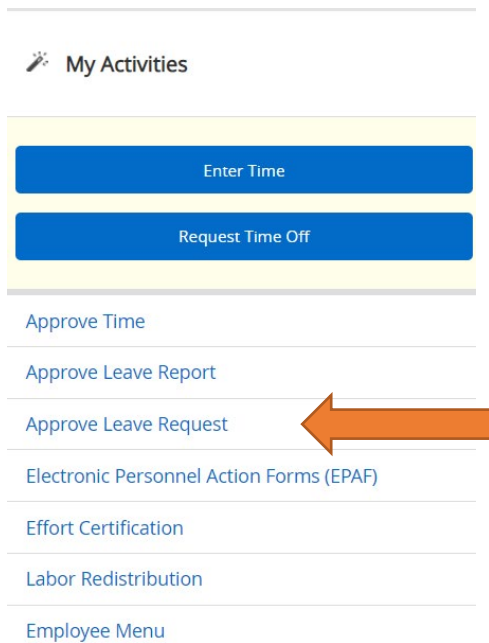 My Activities
Enter Time
Request Time Off
Approve Time
Approve Leave Report
Approve Leave Request
Electronic Personnel Action Forms (EPAF)
Effort Certification
Labor Redistribution
Employee Menu